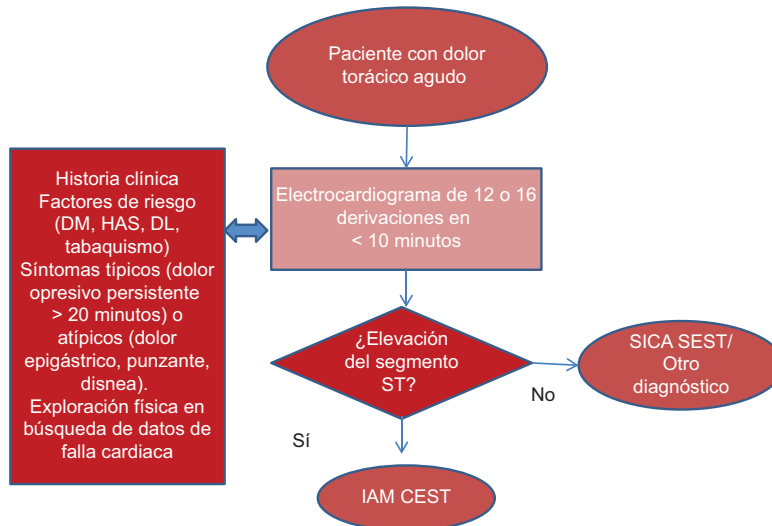 Paciente con dolor
torácico agudo
Historia clínica
Factores de riesgo
(DM, HAS, DL,
tabaquismo)
Síntomas típicos (dolor
opresivo persistente
> 20 minutos) o
atípicos (dolor
epigástrico, punzante,
disnea).
Exploración física en
búsqueda de datos de
falla cardiaca
Electrocardiograma de 12 o 16
derivaciones en
< 10 minutos
¿Elevación
del segmento
ST?
No
SICA SEST/
Otro
diagnóstico
Sí
IAM CEST